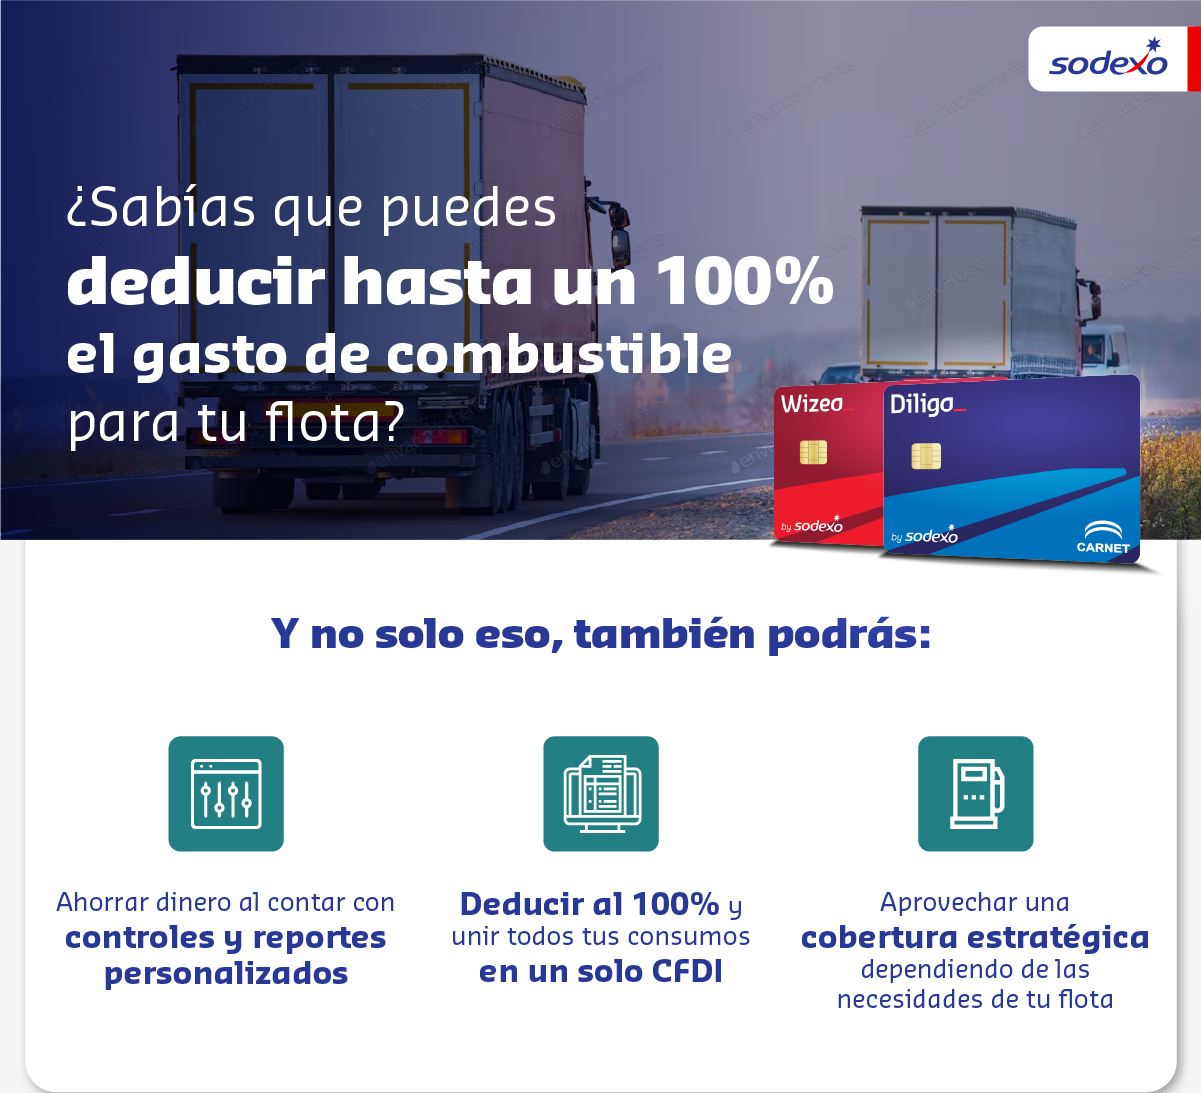 sodexo
¿Sabías que puedes
deducir hasta un 100%
el gasto de combustible
para tu flota?
Wizeo
by sodexo
Diligo
by sodexo
CARNET
Y no solo eso, también podrás:
Ahorrar dinero al contar con
controles y reportes
personalizados
Deducir al 100% y
unir todos tus consumos
en un solo CFDI
Aprovechar una
cobertura estratégica
dependiendo de las
necesidades de tu flota